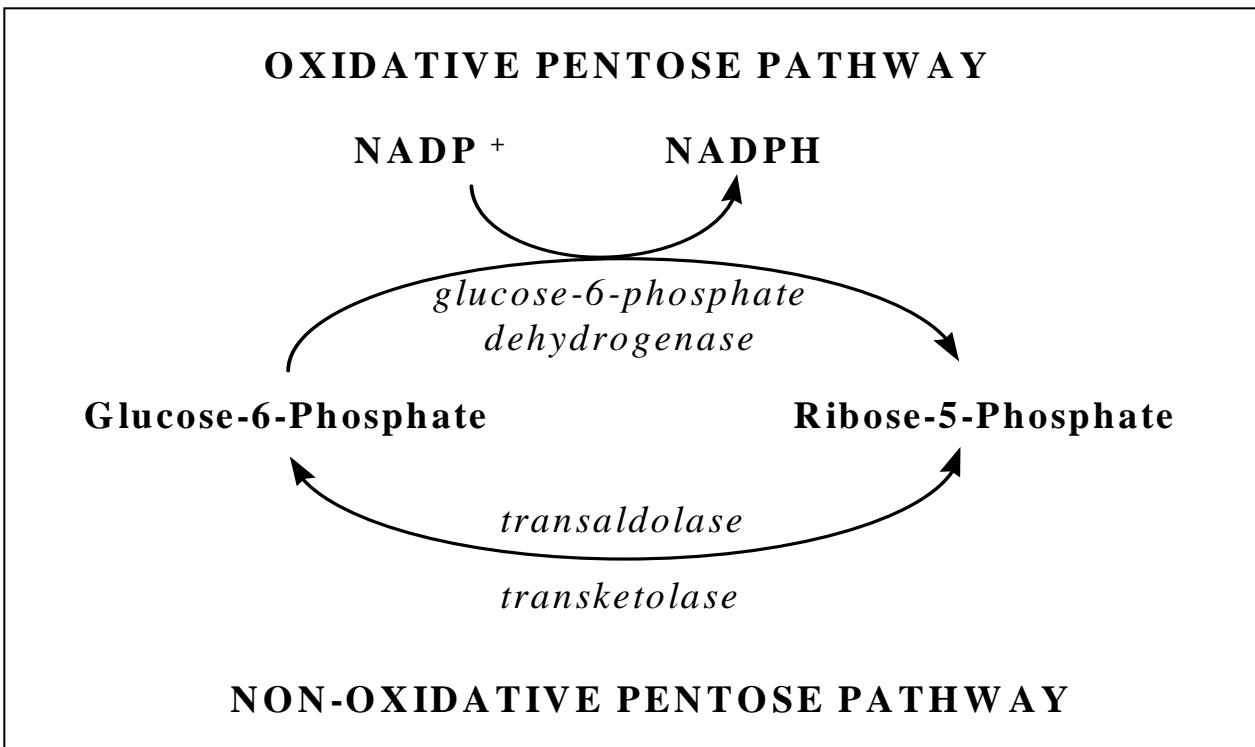 OXIDATIVE PENTOSE PATHWAY
NADP + NADPH
glucose-6-phosphate
dehydrogenase
Glucose-6-Phosphate Ribose-5-Phosphate
transaldolase
transketolase
NON-OXIDATIVE PENTOSE PATHWAY